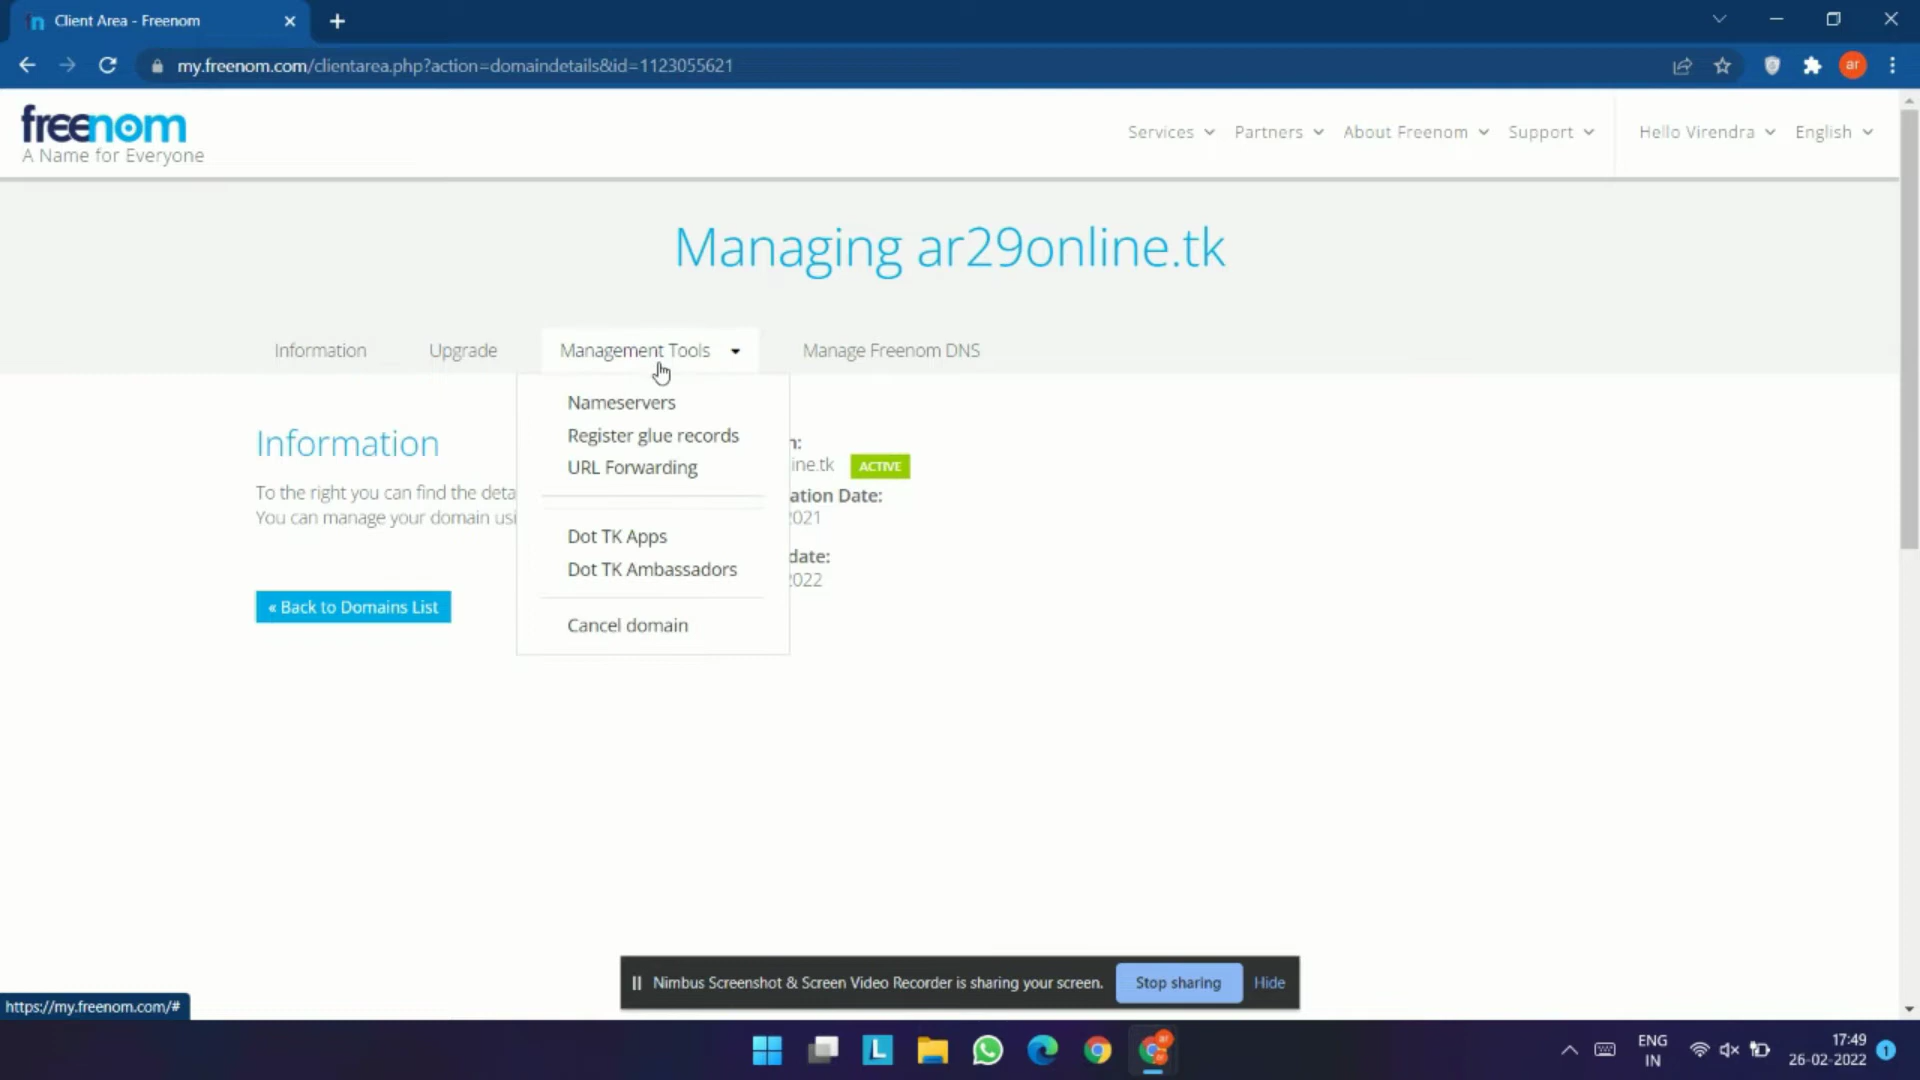 Client Area - Freenom
my.freenom.com/clientarea.php?action=domaindetails&id=1123055621
ar
freenom
A Name for Everyone
Services
Partners
About Freenom
Support
Hello Virendra
English
Managing ar29online.tk
Information
Upgrade
Management Tools
Manage Freenom DNS
Nameservers
Register glue records
URL Forwarding
Dot TK Apps
Dot TK Ambassadors
Cancel domain
Information
To the right you can find the deta
You can manage your domain usi
« Back to Domains List
n:
ine.tk
ACTIVE
ation Date:
2021
date:
2022
Nimbus Screenshot & Screen Video Recorder is sharing your screen.
Stop sharing
Hide
https://my.freenom.com/#
L
ar
ENG
IN
17:49
26-02-2022
1